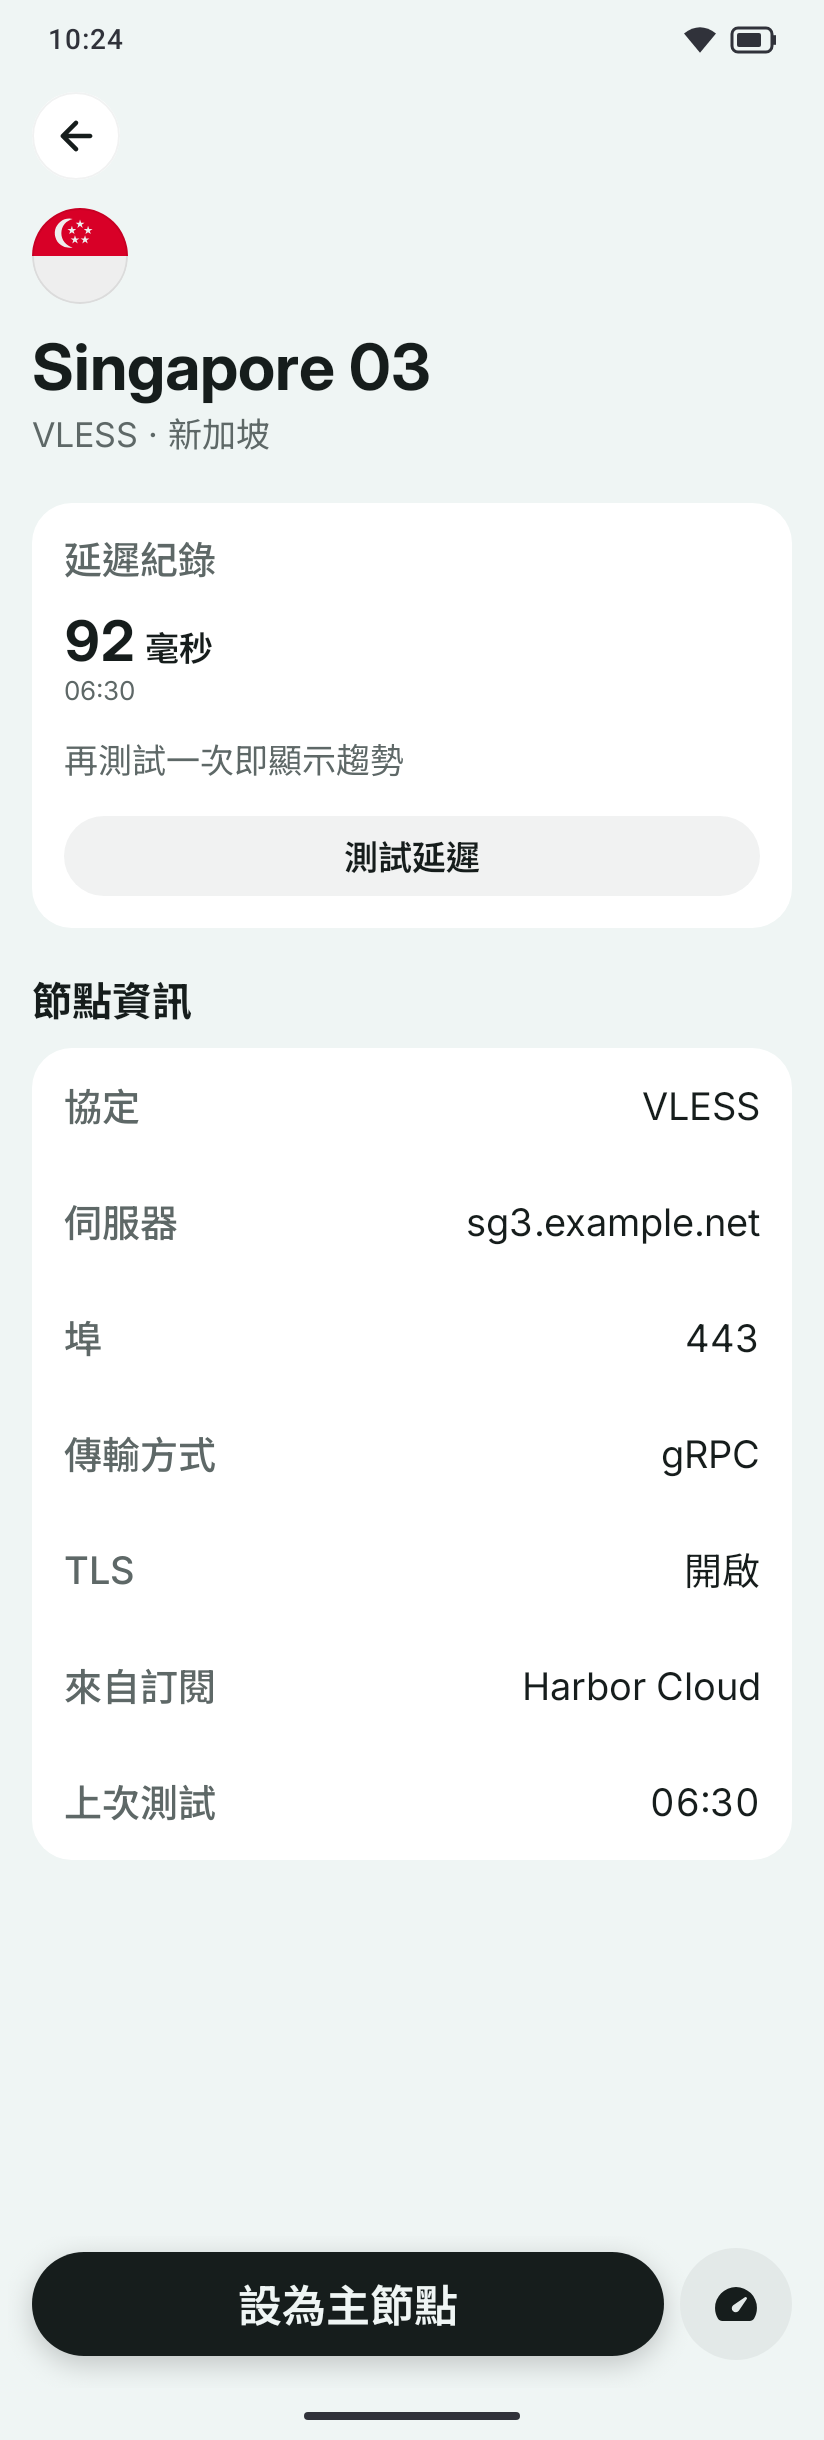 10:24
Singapore 03
VLESS · 新加坡
延遲紀錄
92 毫秒
06:30
再測試一次即顯示趨勢
測試延遲
節點資訊
協定 VLESS
伺服器 sg3.example.net
埠 443
傳輸方式 gRPC
TLS 開啟
來自訂閱 Harbor Cloud
上次測試 06:30
設為主節點